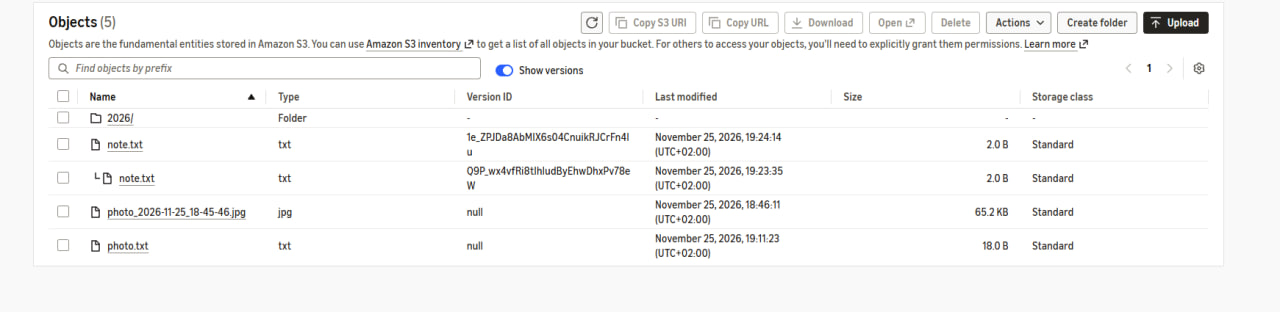 Objects (5)
Copy S3 URI
Copy URL
Download
Open
Delete
Actions
Create folder
Upload
Objects are the fundamental entities stored in Amazon S3. You can use Amazon S3 inventory to get a list of all objects in your bucket. For others to access your objects, you'll need to explicitly grant them permissions. Learn more
Find objects by prefix
Show versions
1
Name Type Version ID Last modified Size Storage class
2026/ Folder - - - -
note.txt txt 1e_ZPJDa8AbMIX6s04CnuikRJCrFn4l November 25, 2026, 19:24:14 2.0 B Standard
u (UTC+02:00)
note.txt txt Q9P_wx4vfRi8tIhludByEhwDhxPv78e November 25, 2026, 19:23:35 2.0 B Standard
W (UTC+02:00)
photo_2026-11-25_18-45-46.jpg jpg null November 25, 2026, 18:46:11 65.2 KB Standard
(UTC+02:00)
photo.txt txt null November 25, 2026, 19:11:23 18.0 B Standard
(UTC+02:00)